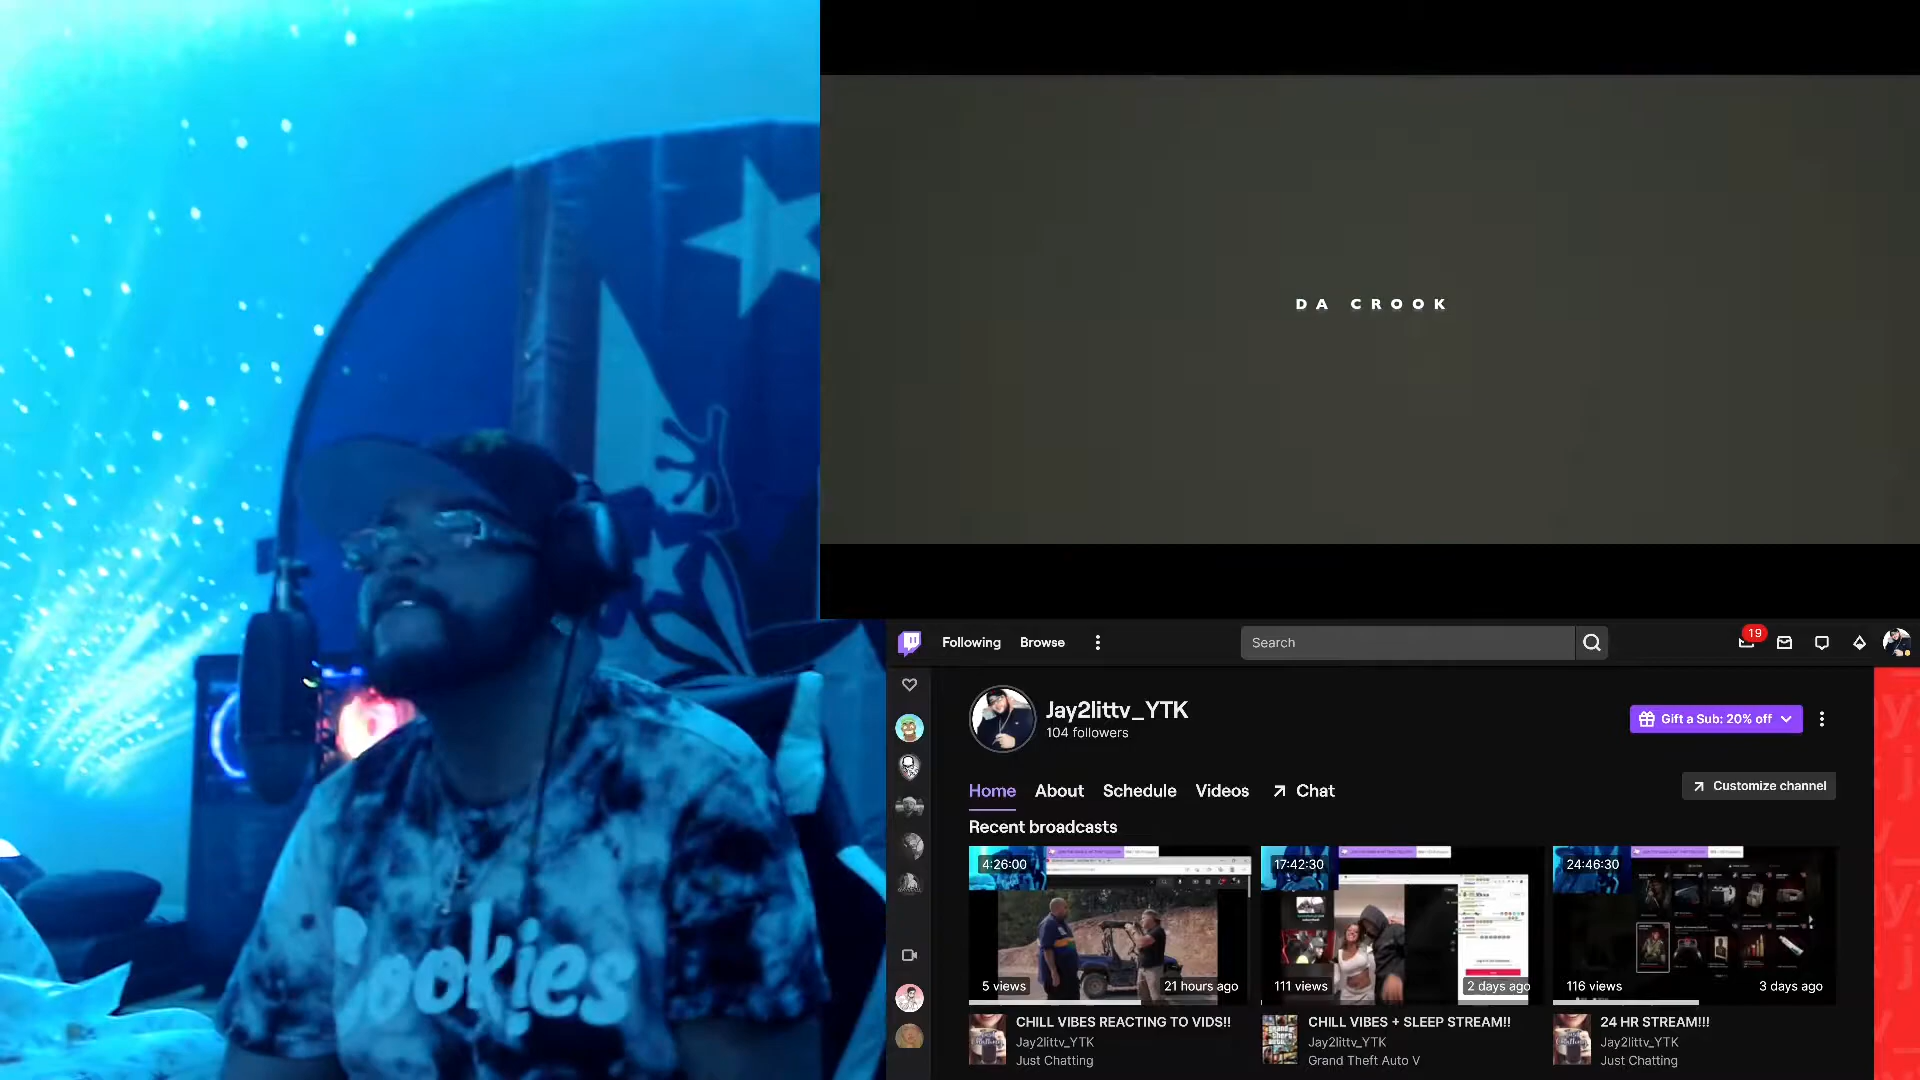 DA CROOK
Following Browse
Search
19
Jay2littv_YTK
104 followers
Gift a Sub: 20% off
Home About Schedule Videos Chat
Customize channel
Recent broadcasts
4:26:00
17:42:30
24:46:30
5 views
21 hours ago
111 views
2 days ago
116 views
3 days ago
CHILL VIBES REACTING TO VIDS!!
Jay2littv_YTK
Just Chatting
CHILL VIBES + SLEEP STREAM!!
Jay2littv_YTK
Grand Theft Auto V
24 HR STREAM!!!
Jay2littv_YTK
Just Chatting
Cookies